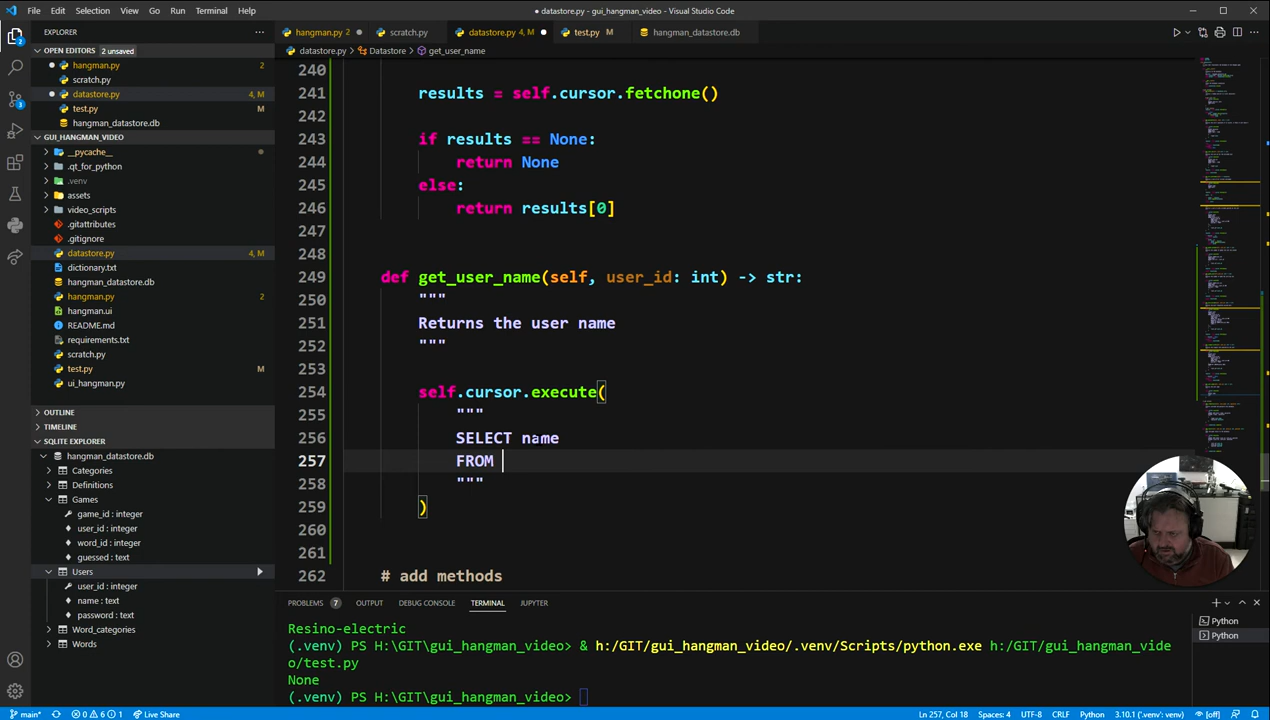 File Edit Selection View Go Run Terminal Help
● datastore.py - gui_hangman_video - Visual Studio Code
EXPLORER
hangman.py 2
scratch.py
datastore.py 4, M
test.py M
hangman_datastore.db
datastore.py > Datastore > get_user_name
OPEN EDITORS 2 unsaved
hangman.py 2
scratch.py
datastore.py 4, M
test.py M
hangman_datastore.db
GUI_HANGMAN_VIDEO
__pycache__
.qt_for_python
.venv
assets
video_scripts
.gitattributes
.gitignore
datastore.py 4, M
dictionary.txt
hangman_datastore.db
hangman.py 2
hangman.ui
README.md
requirements.txt
scratch.py
test.py M
ui_hangman.py
OUTLINE
TIMELINE
SQLITE EXPLORER
hangman_datastore.db
Categories
Definitions
Games
game_id : integer
user_id : integer
word_id : integer
guessed : text
Users
user_id : integer
name : text
password : text
Word_categories
Words
240
241 results = self.cursor.fetchone()
242
243 if results == None:
244 return None
245 else:
246 return results[0]
247
248
249 def get_user_name(self, user_id: int) -> str:
250 """
251 Returns the user name
252 """
253
254 self.cursor.execute(
255 """
256 SELECT name
257 FROM
258 """
259 )
260
261
262 # add methods
PROBLEMS 7 OUTPUT DEBUG CONSOLE TERMINAL JUPYTER
Resino-electric
(.venv) PS H:\GIT\gui_hangman_video> & h:/GIT/gui_hangman_video/.venv/Scripts/python.exe h:/GIT/gui_hangman_vide
o/test.py
None
(.venv) PS H:\GIT\gui_hangman_video>
Python
Python
main* 0 6 1 Live Share
Ln 257, Col 18 Spaces: 4 UTF-8 CRLF Python 3.10.1 ('.venv': venv) [off]